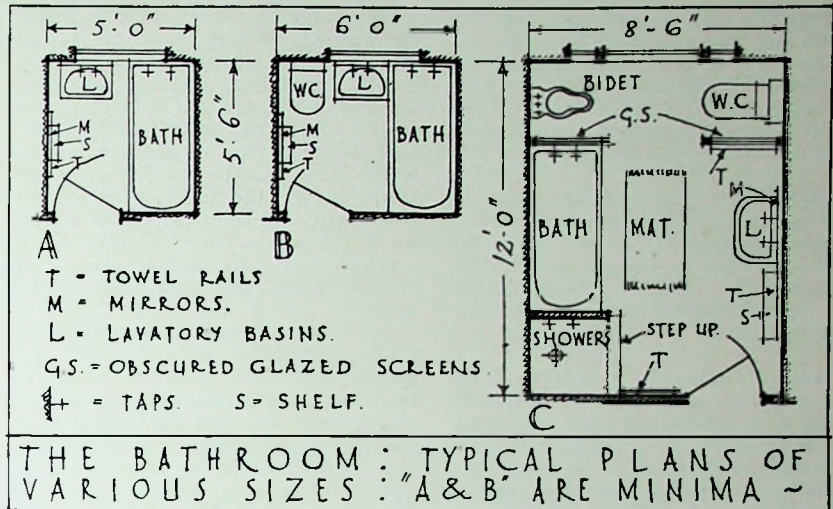 5'-0"
6'0"
8'-6"
L
BATH
5'-6"
M
S
T
A
WC.
L
BATH
M
S
T
B
BIDET
W.C.
G.S.
T
M
12'-0"
BATH
MAT.
L
T
S
SHOWERS
STEP UP.
T
C
T = TOWEL RAILS
M = MIRRORS.
L = LAVATORY BASINS.
G.S. = OBSCURED GLAZED SCREENS.
= TAPS. S = SHELF.
THE BATHROOM: TYPICAL PLANS OF
VARIOUS SIZES: "A & B" ARE MINIMA ~